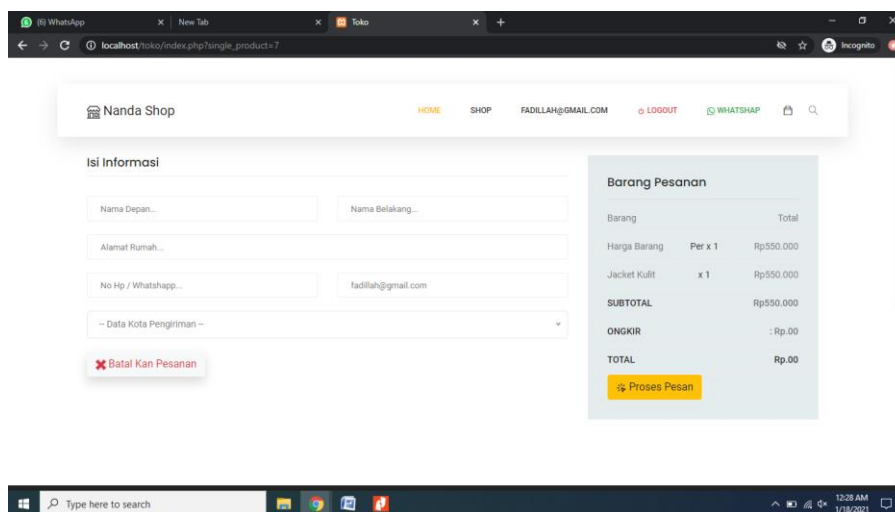 (6) WhatsApp
New Tab
Toko
localhost/toko/index.php?single_product=7
Incognito
Nanda Shop
HOME
SHOP
FADILLAH@GMAIL.COM
LOGOUT
WHATSHAP
Isi Informasi
Nama Depan...
Nama Belakang...
Alamat Rumah...
No Hp / Whatshapp...
fadillah@gmail.com
-- Data Kota Pengiriman --
Batal Kan Pesanan
Barang Pesanan
Barang Total
Harga Barang Per x 1 Rp550.000
Jacket Kulit x 1 Rp550.000
SUBTOTAL Rp550.000
ONGKIR : Rp.00
TOTAL Rp.00
Proses Pesan
Type here to search
12:28 AM
1/18/2021